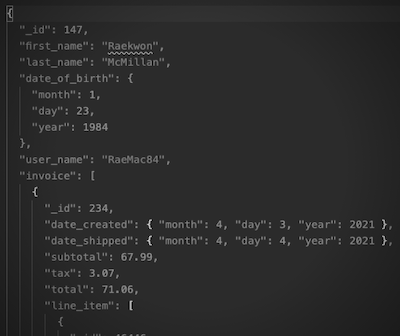 {
"_id": 147,
"first_name": "Raekwon",
"last_name": "McMillan",
"date_of_birth": {
"month": 1,
"day": 23,
"year": 1984
},
"user_name": "RaeMac84",
"invoice": [
{
"_id": 234,
"date_created": { "month": 4, "day": 3, "year": 2021 },
"date_shipped": { "month": 4, "day": 4, "year": 2021 },
"subtotal": 67.99,
"tax": 3.07,
"total": 71.06,
"line_item": [
{